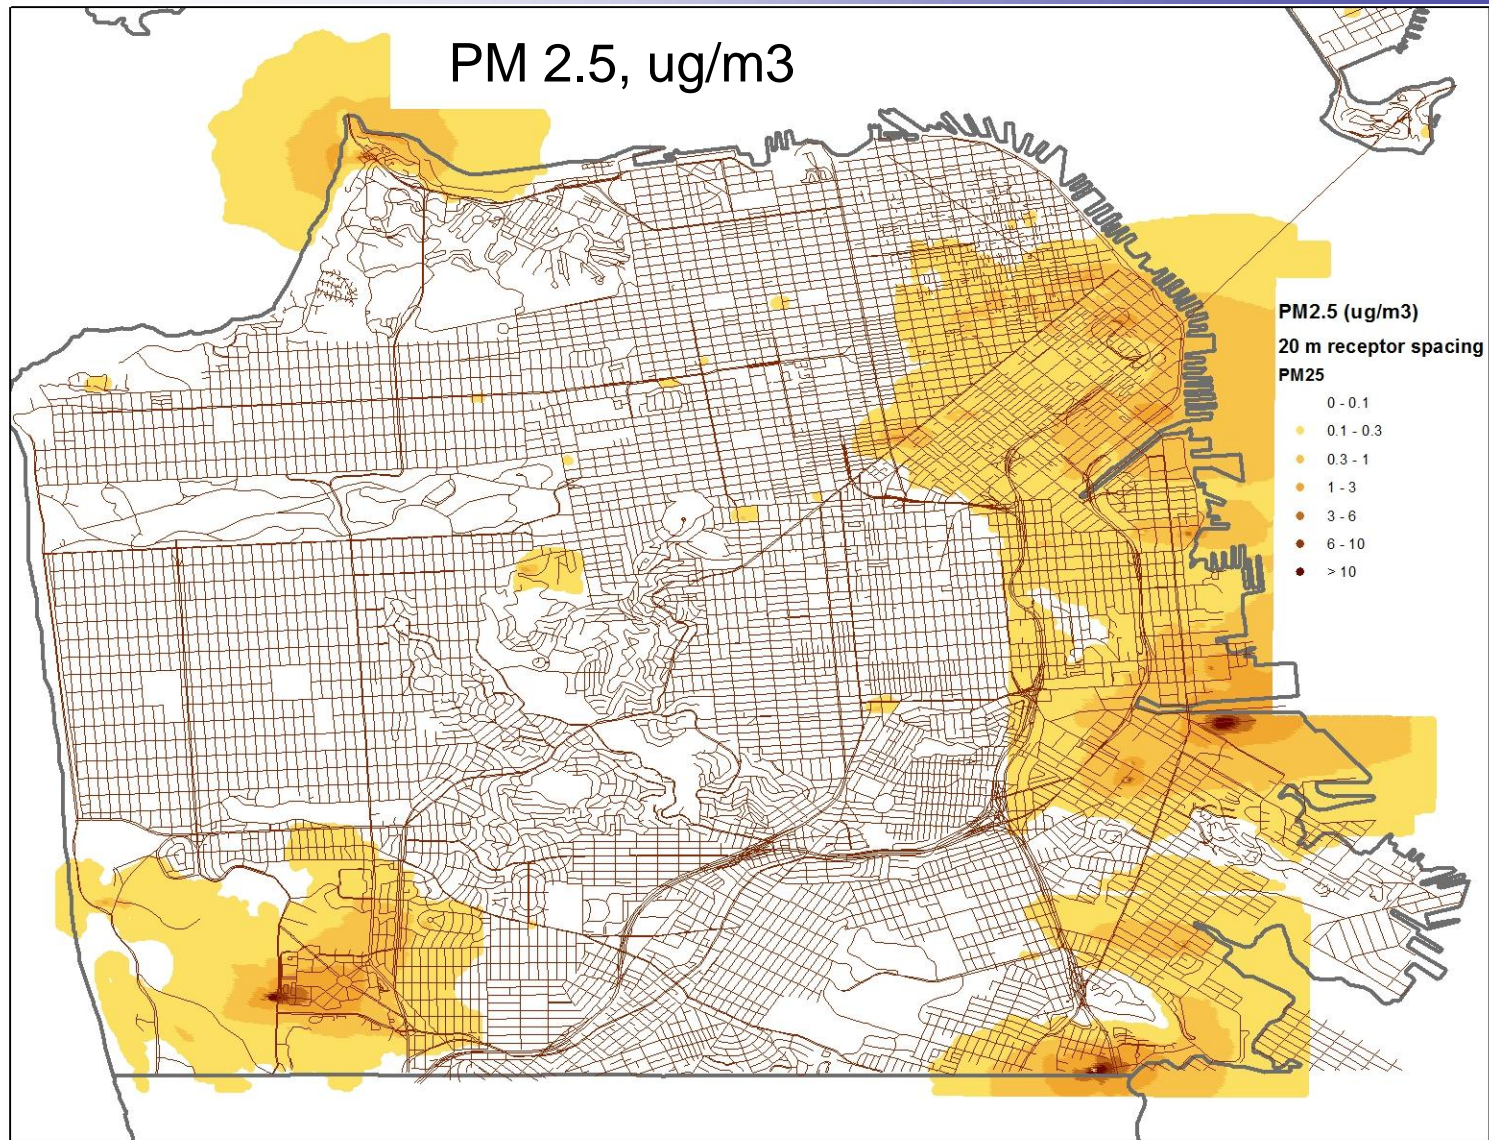 PM 2.5, ug/m3
PM2.5 (ug/m3)
20 m receptor spacing
PM25
0 - 0.1
0.1 - 0.3
0.3 - 1
1 - 3
3 - 6
6 - 10
> 10